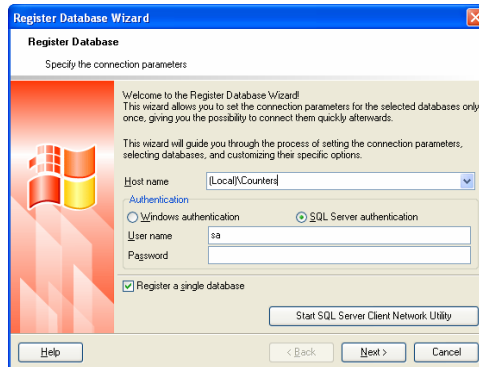 Register Database Wizard
Register Database
Specify the connection parameters
Welcome to the Register Database Wizard!
This wizard allows you to set the connection parameters for the selected databases only
once, giving you the possibility to connect them quickly afterwards.
This wizard will guide you through the process of setting the connection parameters,
selecting databases, and customizing their specific options.
Host name (Local)\Counters
Authentication
Windows authentication SQL Server authentication
User name sa
Password
Register a single database
Start SQL Server Client Network Utility
Help < Back Next > Cancel